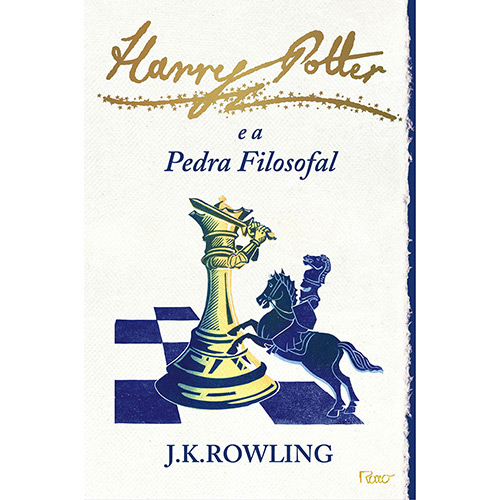 Harry Potter
e a
Pedra Filosofal
J.K.ROWLING
Rocco